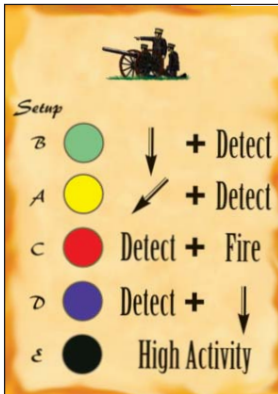 Setup
B + Detect
A + Detect
C Detect + Fire
D Detect +
E High Activity